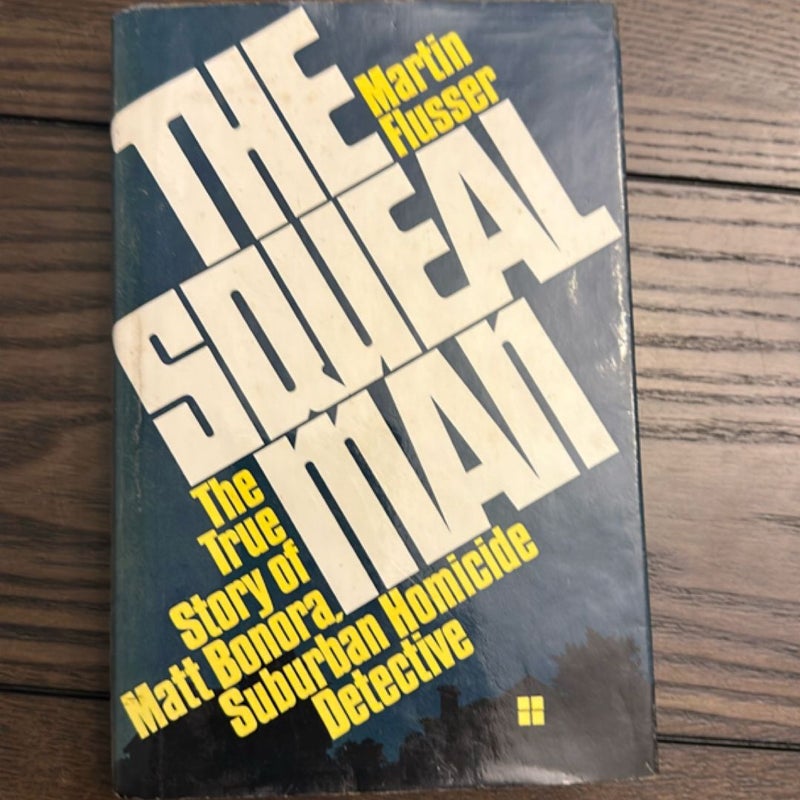 THE
Martin
Flusser
SQUEAL
MAN
The
True
Story of
Matt Bonora,
Suburban Homicide
Detective